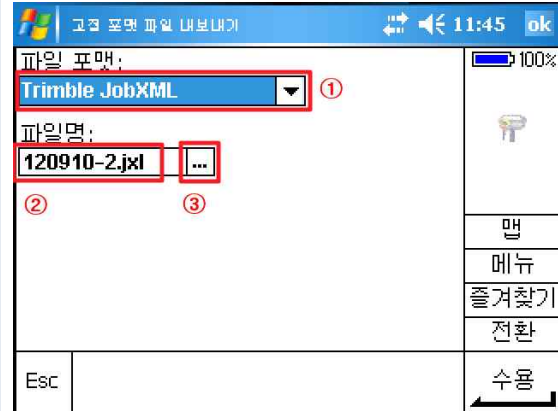 고정 포맷 파일 내보내기 11:45 ok
파일 포맷:
100%
Trimble JobXML ①
파일명:
120910-2.jxl ...
② ③
맵
메뉴
즐겨찾기
전환
Esc 수용